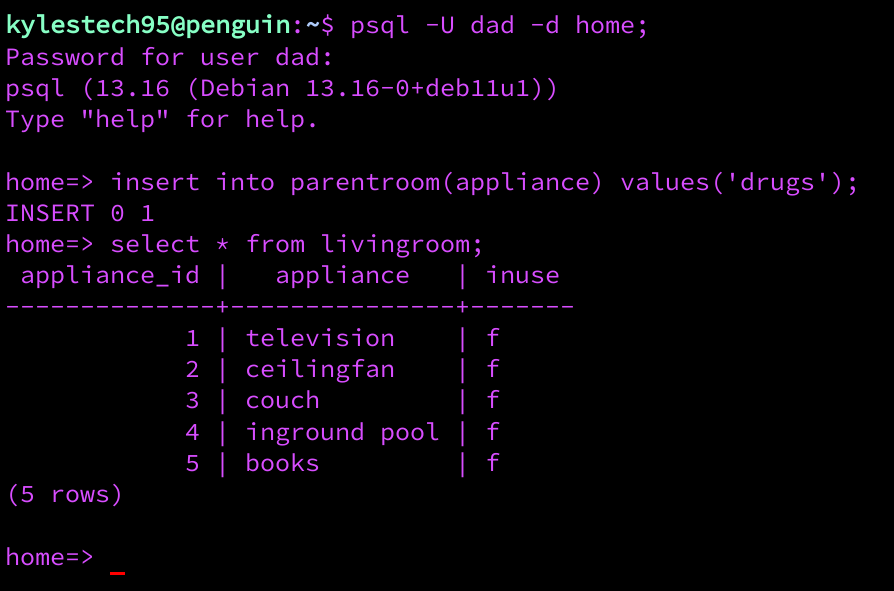 kylestech95@penguin:~$ psql -U dad -d home;
Password for user dad:
psql (13.16 (Debian 13.16-0+deb11u1))
Type "help" for help.

home=> insert into parentroom(appliance) values('drugs');
INSERT 0 1
home=> select * from livingroom;
 appliance_id |   appliance   | inuse
--------------+---------------+-------
            1 | television    | f
            2 | ceilingfan    | f
            3 | couch         | f
            4 | inground pool | f
            5 | books         | f
(5 rows)

home=> _